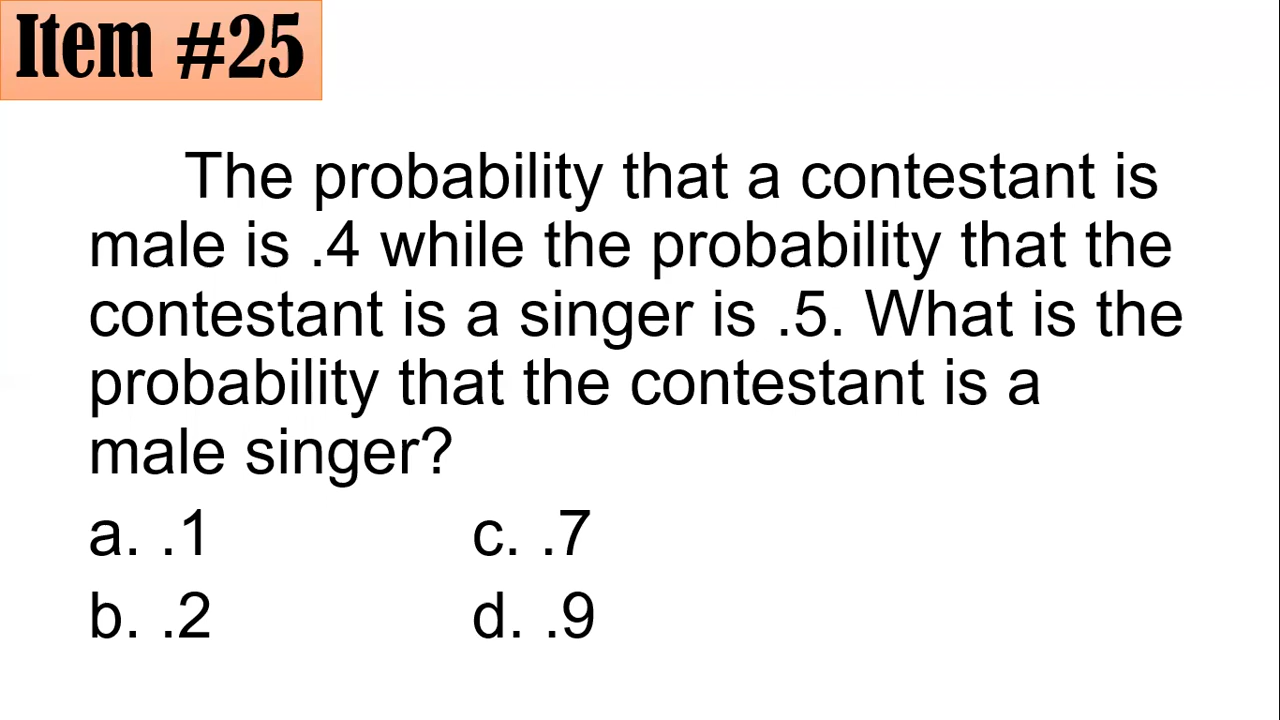 Item #25
The probability that a contestant is
male is .4 while the probability that the
contestant is a singer is .5. What is the
probability that the contestant is a
male singer?
a. .1 c. .7
b. .2 d. .9